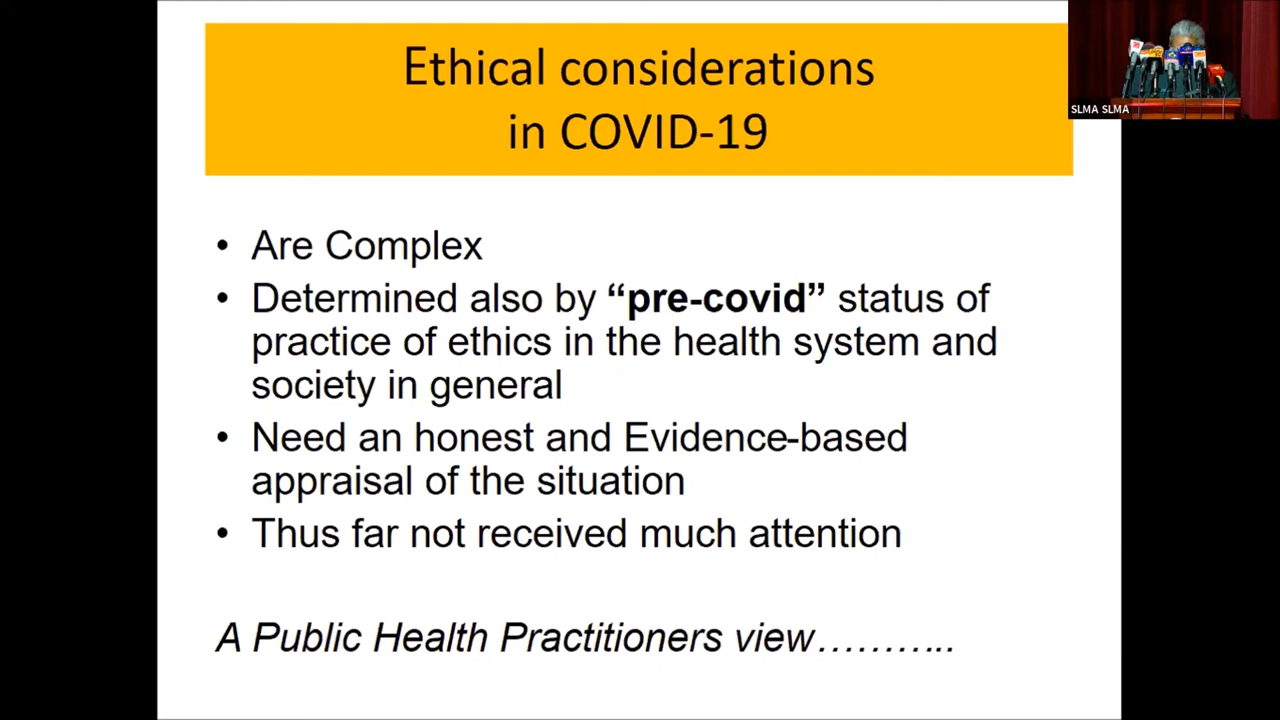 Ethical considerations
in COVID-19
SLMA SLMA
• Are Complex
• Determined also by “pre-covid” status of
practice of ethics in the health system and
society in general
• Need an honest and Evidence-based
appraisal of the situation
• Thus far not received much attention
A Public Health Practitioners view………..